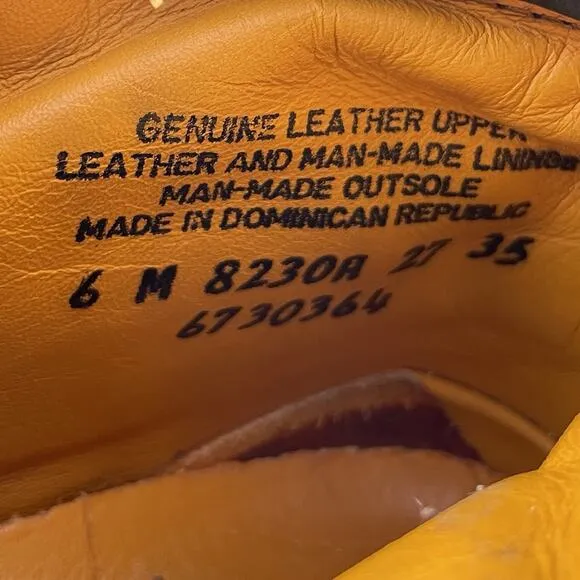 GENUINE LEATHER UPPER
LEATHER AND MAN-MADE LININGS
MAN-MADE OUTSOLE
MADE IN DOMINICAN REPUBLIC
6 M 8230A 27 35
6730364